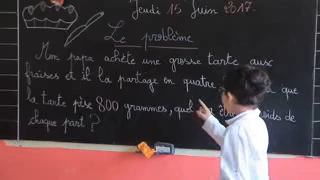 Jeudi 15 Juin 2017.
Le problème
Mon papa achète une grosse tarte aux
fraises et il la partage en quatre que
la tarte pèse 800 grammes, quel poids de
chaque part ?